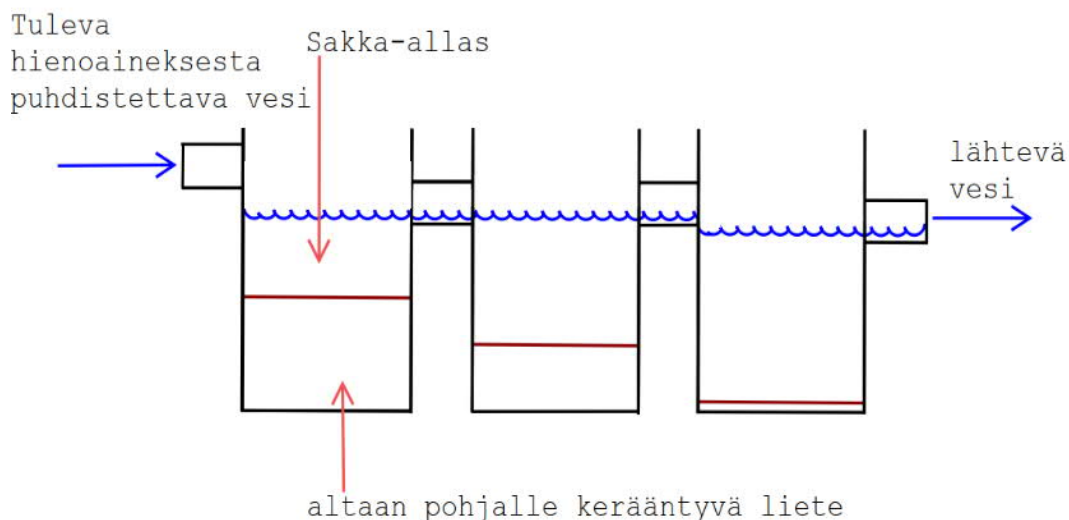 Tuleva
hienoaineksesta
puhdistettava vesi
Sakka-allas
lähtevä
vesi
altaan pohjalle kerääntyvä liete